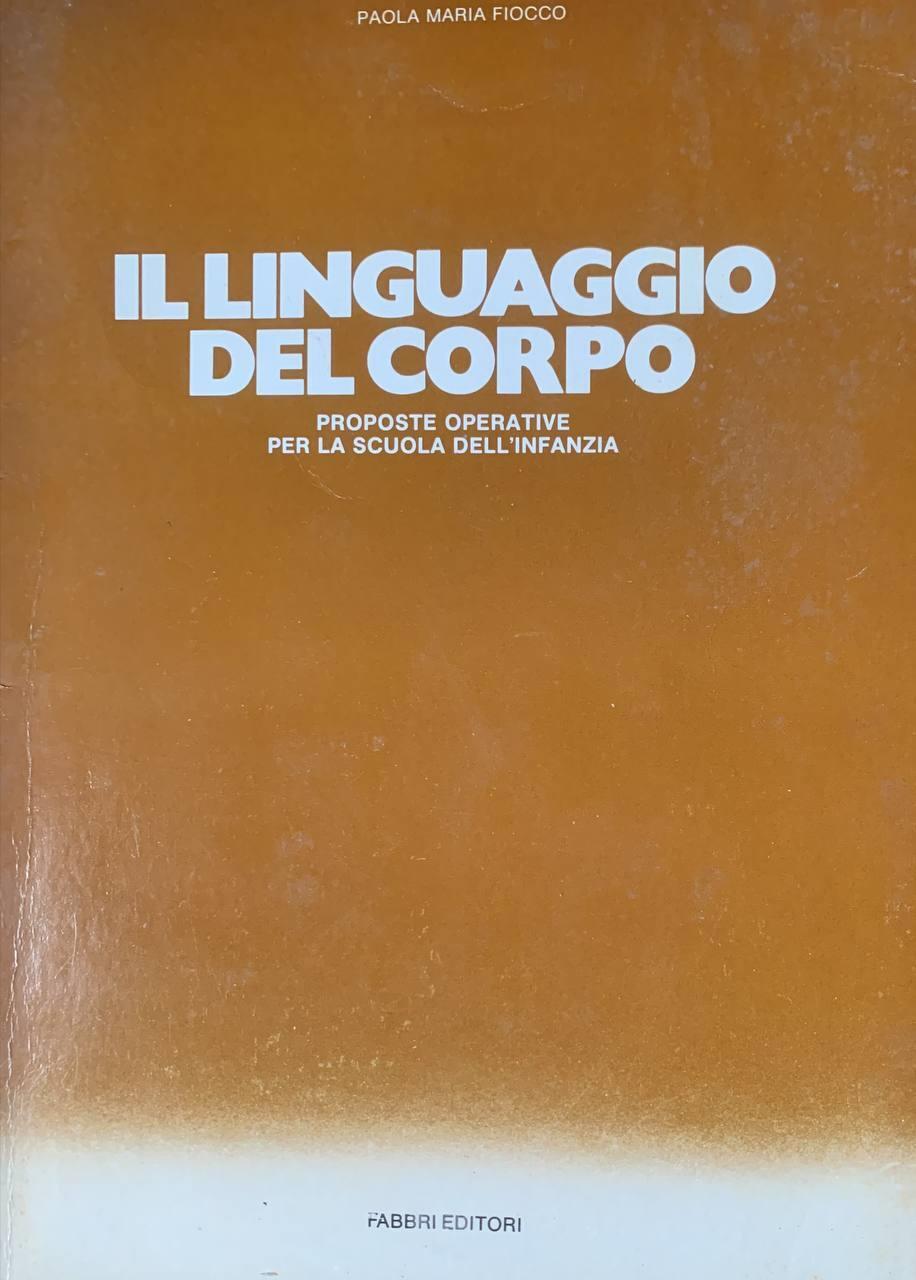 PAOLA MARIA FIOCCO
IL LINGUAGGIO
DEL CORPO
PROPOSTE OPERATIVE
PER LA SCUOLA DELL'INFANZIA
FABBRI EDITORI